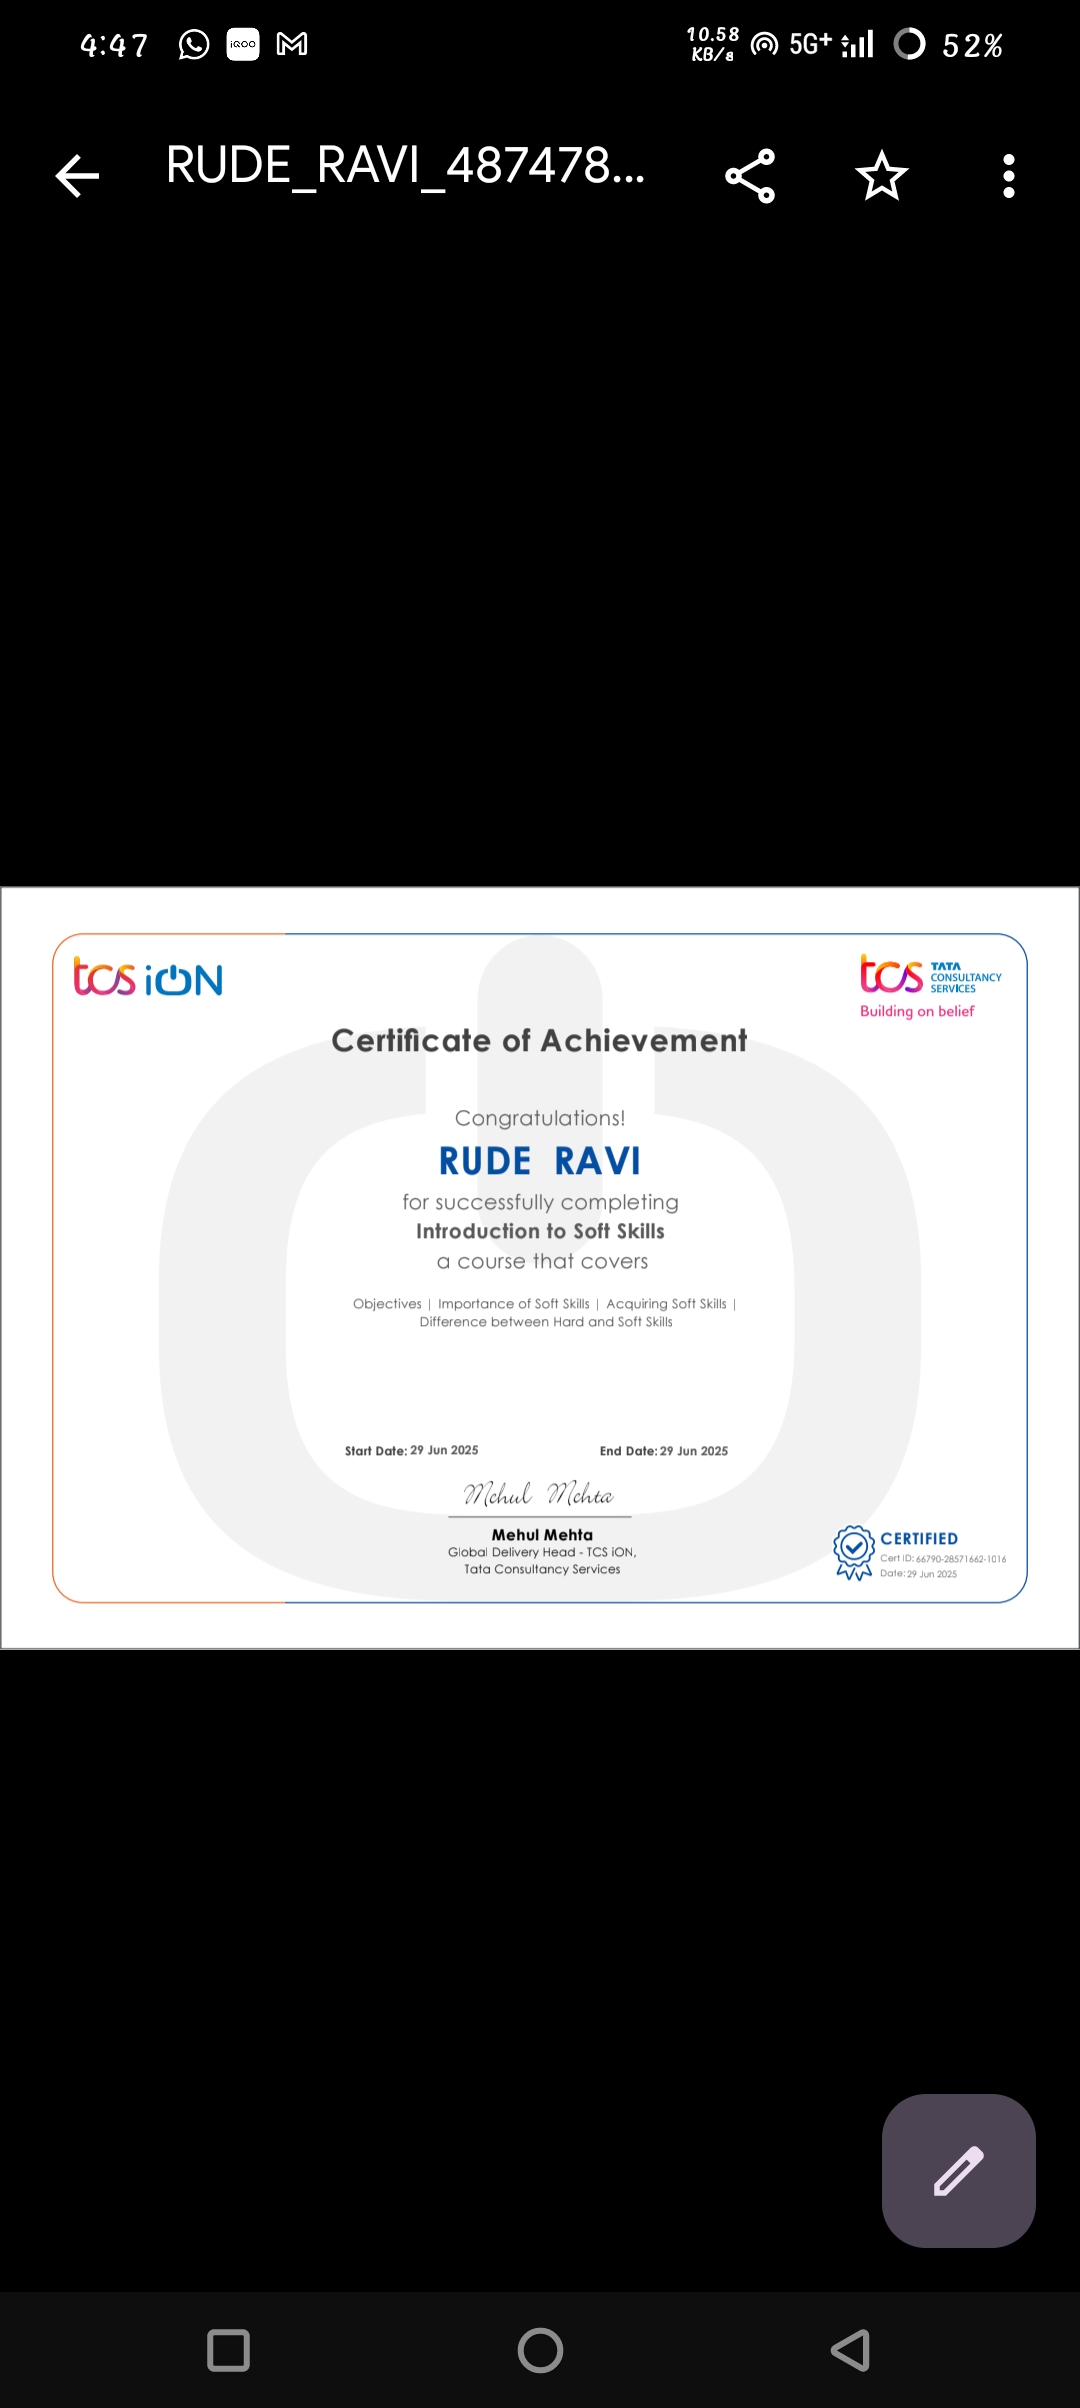 4:47 iQOO 10.58 KB/s 5G+ 52%
RUDE_RAVI_487478...
tcs iON
tcs TATA CONSULTANCY SERVICES
Building on belief
Certificate of Achievement
Congratulations!
RUDE RAVI
for successfully completing
Introduction to Soft Skills
a course that covers
Objectives | Importance of Soft Skills | Acquiring Soft Skills |
Difference between Hard and Soft Skills
Start Date: 29 Jun 2025 End Date: 29 Jun 2025
Mehul Mehta
Mehul Mehta
Global Delivery Head - TCS iON,
Tata Consultancy Services
CERTIFIED
Cert ID: 66790-28571662-1016
Date: 29 Jun 2025